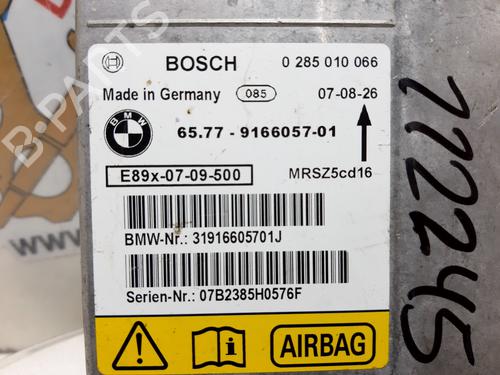 BOSCH 0 285 010 066
Made in Germany 085 07-08-26
BMW
65.77 - 9166057-01
E89x-07-09-500 MRSZ5cd16
BMW-Nr.: 31916605701J
Serien-Nr.: 07B2385H0576F
AIRBAG
77245
B-PARTS